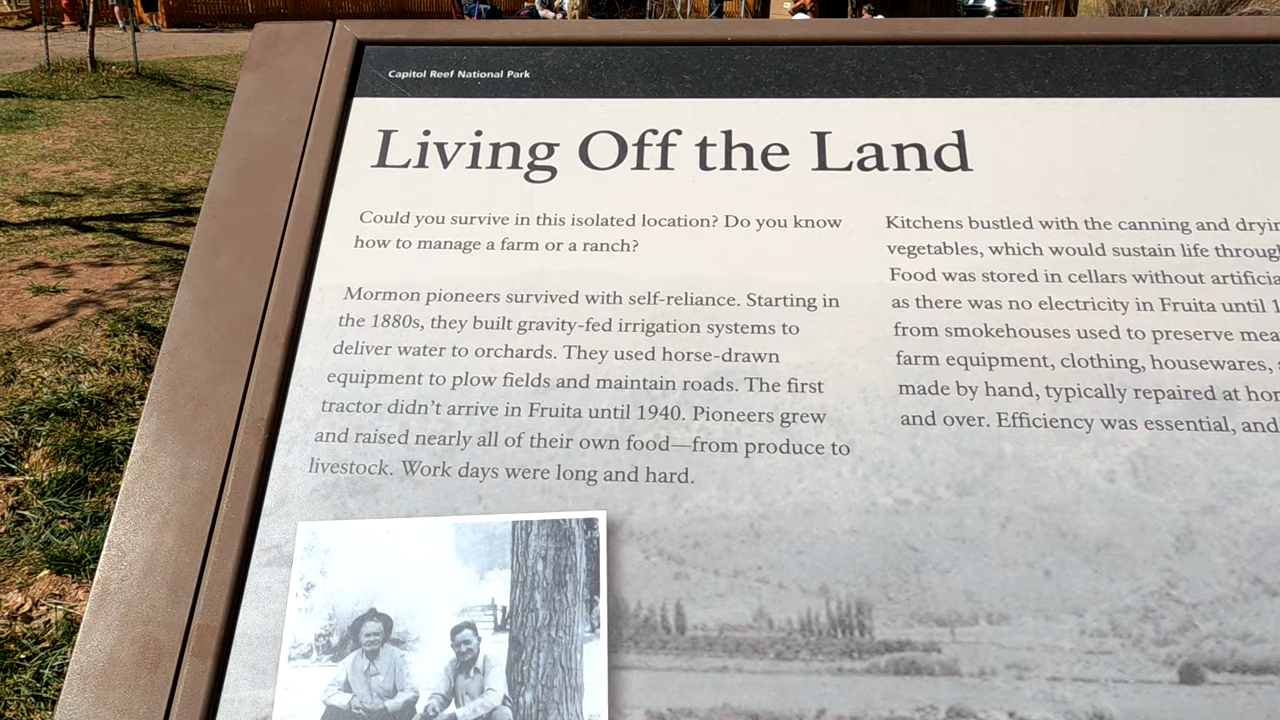 Capitol Reef National Park
Living Off the Land
Could you survive in this isolated location? Do you know
how to manage a farm or a ranch?
Mormon pioneers survived with self-reliance. Starting in
the 1880s, they built gravity-fed irrigation systems to
deliver water to orchards. They used horse-drawn
equipment to plow fields and maintain roads. The first
tractor didn’t arrive in Fruita until 1940. Pioneers grew
and raised nearly all of their own food—from produce to
livestock. Work days were long and hard.
Kitchens bustled with the canning and
vegetables, which would sustain life
Food was stored in cellars without
as there was no electricity in Fruita until
from smokehouses used to preserve
farm equipment, clothing, housewares,
made by hand, typically repaired at
and over. Efficiency was essential, and